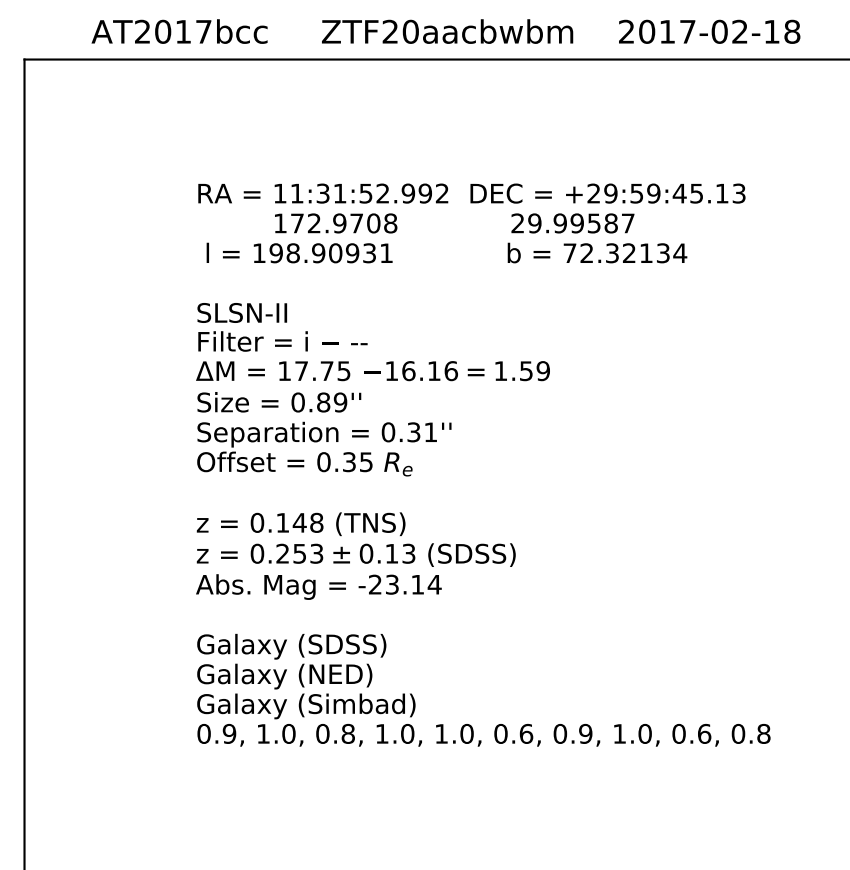 AT2017bcc ZTF20aacbwbm 2017-02-18
RA = 11:31:52.992 DEC = +29:59:45.13
172.9708 29.99587
l = 198.90931 b = 72.32134
SLSN-II
Filter = i − --
ΔM = 17.75 −16.16 = 1.59
Size = 0.89''
Separation = 0.31''
Offset = 0.35 Rₑ
z = 0.148 (TNS)
z = 0.253 ± 0.13 (SDSS)
Abs. Mag = -23.14
Galaxy (SDSS)
Galaxy (NED)
Galaxy (Simbad)
0.9, 1.0, 0.8, 1.0, 1.0, 0.6, 0.9, 1.0, 0.6, 0.8